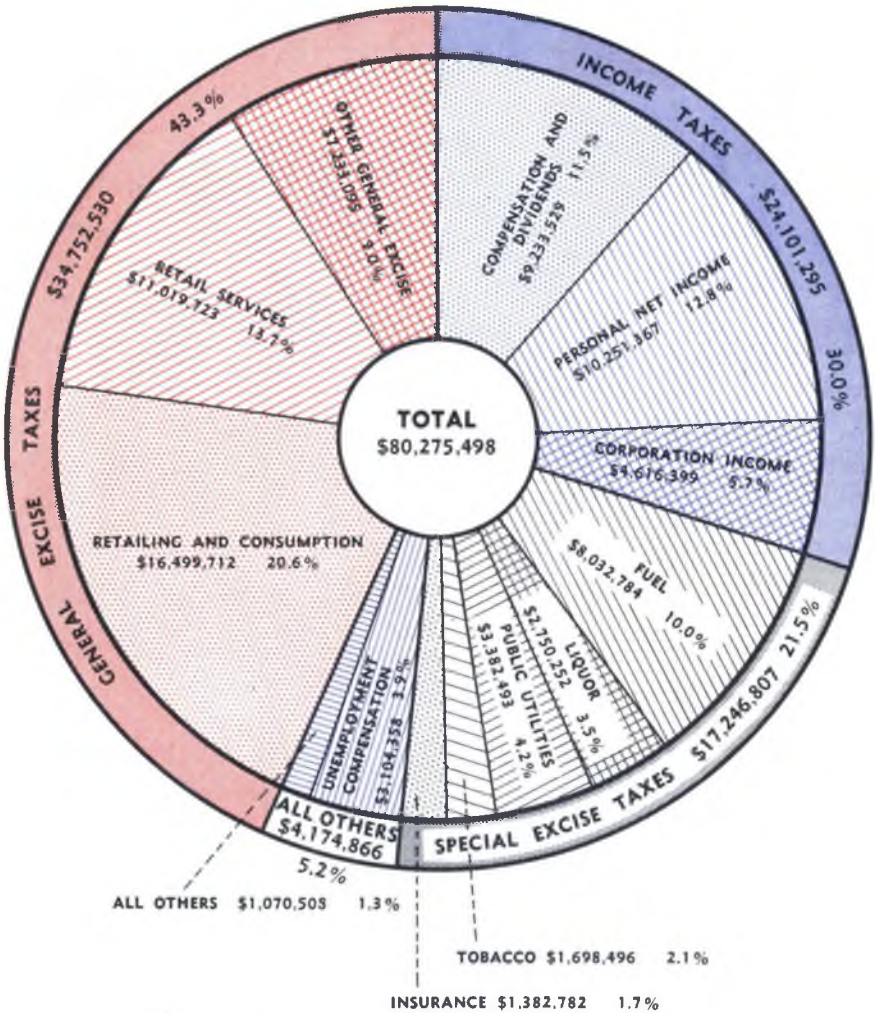 INCOME TAXES $24,101,295 30.0%
COMPENSATION AND
DIVIDENDS
$9,233,529 11.5%
PERSONAL NET INCOME
$10,251,367 12.8%
CORPORATION INCOME
$4,616,399 5.7%
SPECIAL EXCISE TAXES $17,246,807 21.5%
FUEL
$8,032,784 10.0%
LIQUOR
$2,750,252 3.5%
PUBLIC UTILITIES
$3,382,493 4.2%
TOBACCO $1,698,496 2.1%
INSURANCE $1,382,782 1.7%
ALL OTHERS
$4,174,866
5.2%
UNEMPLOYMENT
COMPENSATION
$3,104,358 3.9%
ALL OTHERS $1,070,508 1.3%
GENERAL EXCISE TAXES $34,752,530 43.3%
RETAILING AND CONSUMPTION
$16,499,712 20.6%
RETAIL SERVICES
$11,019,723 13.7%
OTHER GENERAL EXCISE
$7,233,095 9.0%
TOTAL
$80,275,498